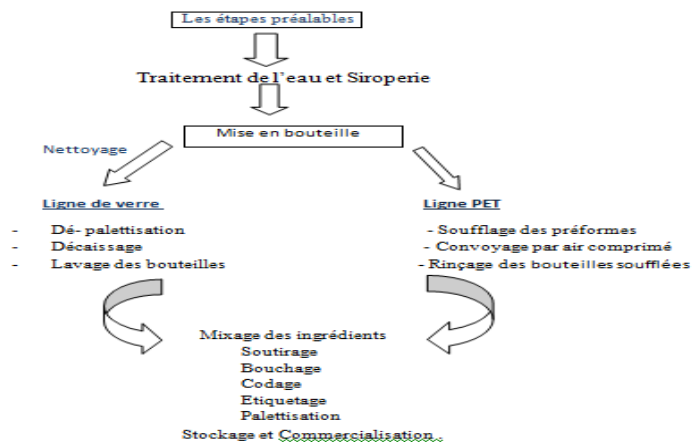 Les étapes préalables
Traitement de l'eau et Siroperie
Mise en bouteille
Nettoyage
Ligne de verre
- Dé- palettisation
- Décaissage
- Lavage des bouteilles
Ligne PET
- Soufflage des préformes
- Convoyage par air comprimé
- Rinçage des bouteilles soufflées
Mixage des ingrédients
Soutirage
Bouchage
Codage
Etiquetage
Palettisation
Stockage et Commercialisation .